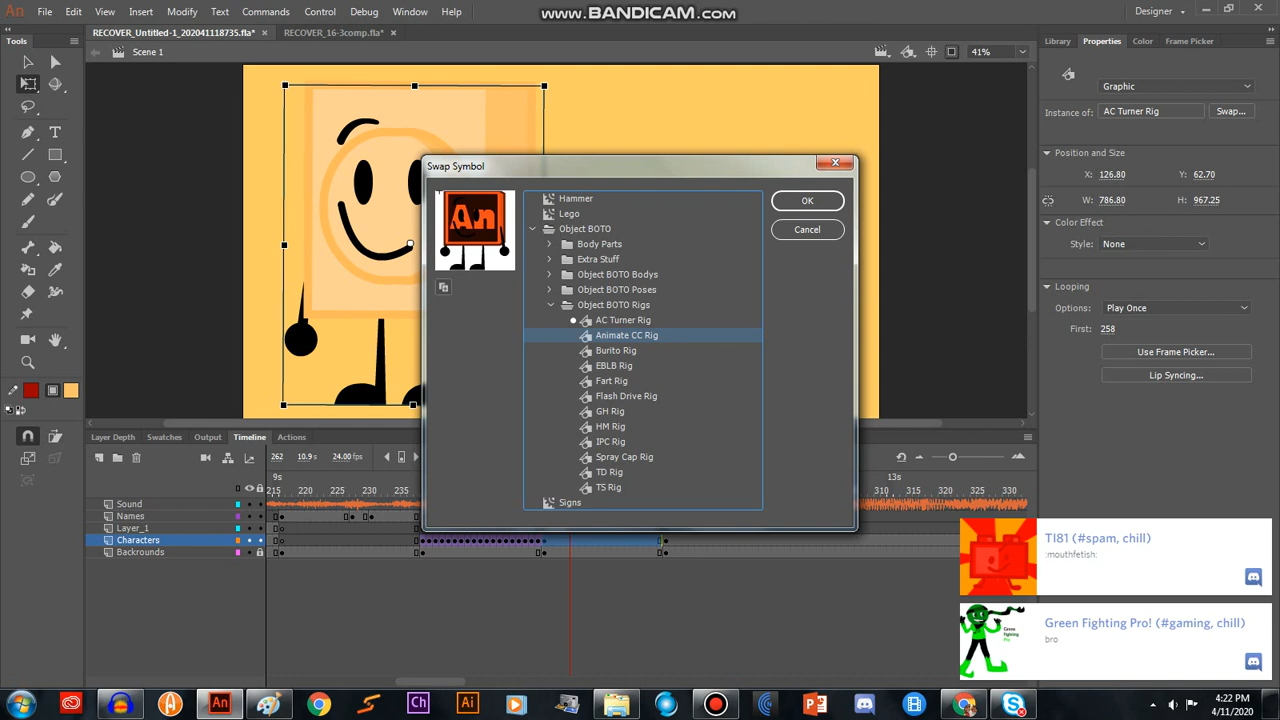 An File Edit View Insert Modify Text Commands Control Debug Window Help
www.BANDICAM.com
Designer
RECOVER_Untitled-1_202041118735.fla* × RECOVER_16-3comp.fla* ×
Tools
Scene 1
41%
Library Properties Color Frame Picker
Graphic
Instance of: AC Turner Rig Swap...
Position and Size
X: 126.80 Y: 62.70
W: 786.80 H: 967.25
Color Effect
Style: None
Looping
Options: Play Once
First: 258
Use Frame Picker...
Lip Syncing...
Swap Symbol
An
Hammer
Lego
Object BOTO
Body Parts
Extra Stuff
Object BOTO Bodys
Object BOTO Poses
Object BOTO Rigs
AC Turner Rig
Animate CC Rig
Burito Rig
EBLB Rig
Fart Rig
Flash Drive Rig
GH Rig
HM Rig
IPC Rig
Spray Cap Rig
TD Rig
TS Rig
Signs
OK
Cancel
Layer Depth Swatches Output Timeline Actions
262 10.9 s 24.00 fps
9s 13s
215 220 225 230 235 310 315 320 325 330
Sound
Names
Layer_1
Characters
Backrounds
TI81 (#spam, chill)
:mouthfetish:
Green Fighting Pro! (#gaming, chill)
bro
An Ch Ai
4:22 PM
4/11/2020